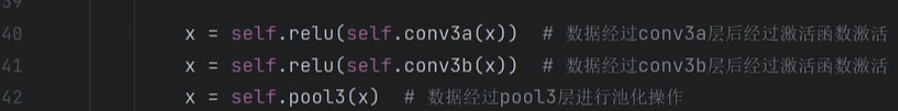 40 x = self.relu(self.conv3a(x)) # 数据经过conv3a层后经过激活函数激活
41 x = self.relu(self.conv3b(x)) # 数据经过conv3b层后经过激活函数激活
42 x = self.pool3(x) # 数据经过pool3层进行池化操作